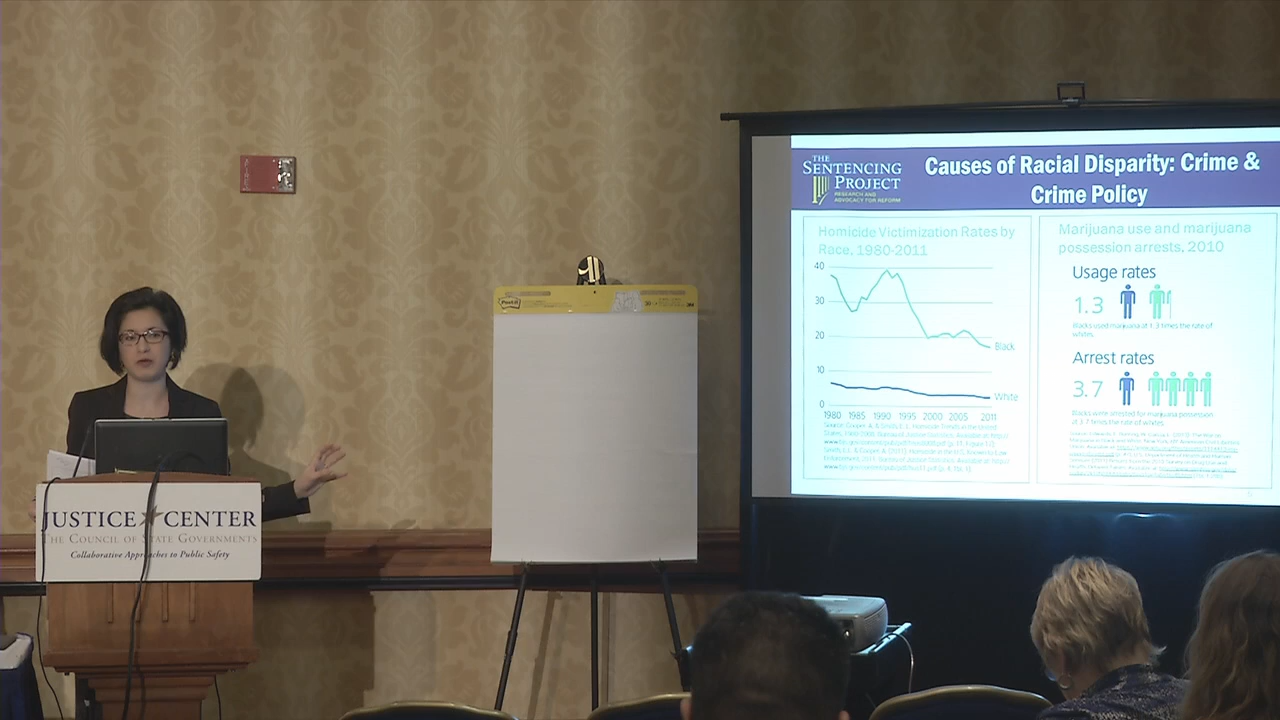 FIRE
JUSTICE CENTER
THE COUNCIL OF STATE GOVERNMENTS
Collaborative Approaches to Public Safety
Post-it
THE
SENTENCING
PROJECT
RESEARCH AND
ADVOCACY FOR REFORM
Causes of Racial Disparity: Crime &
Crime Policy
Homicide Victimization Rates by
Race, 1980-2011
40
30
20
10
0
Black
White
1980 1985 1990 1995 2000 2005 2011
Marijuana use and marijuana
possession arrests, 2010
Usage rates
1.3
Blacks used marijuana at 1.3 times the rate of
whites.
Arrest rates
3.7
Blacks were arrested for marijuana possession
at 3.7 times the rate of whites.